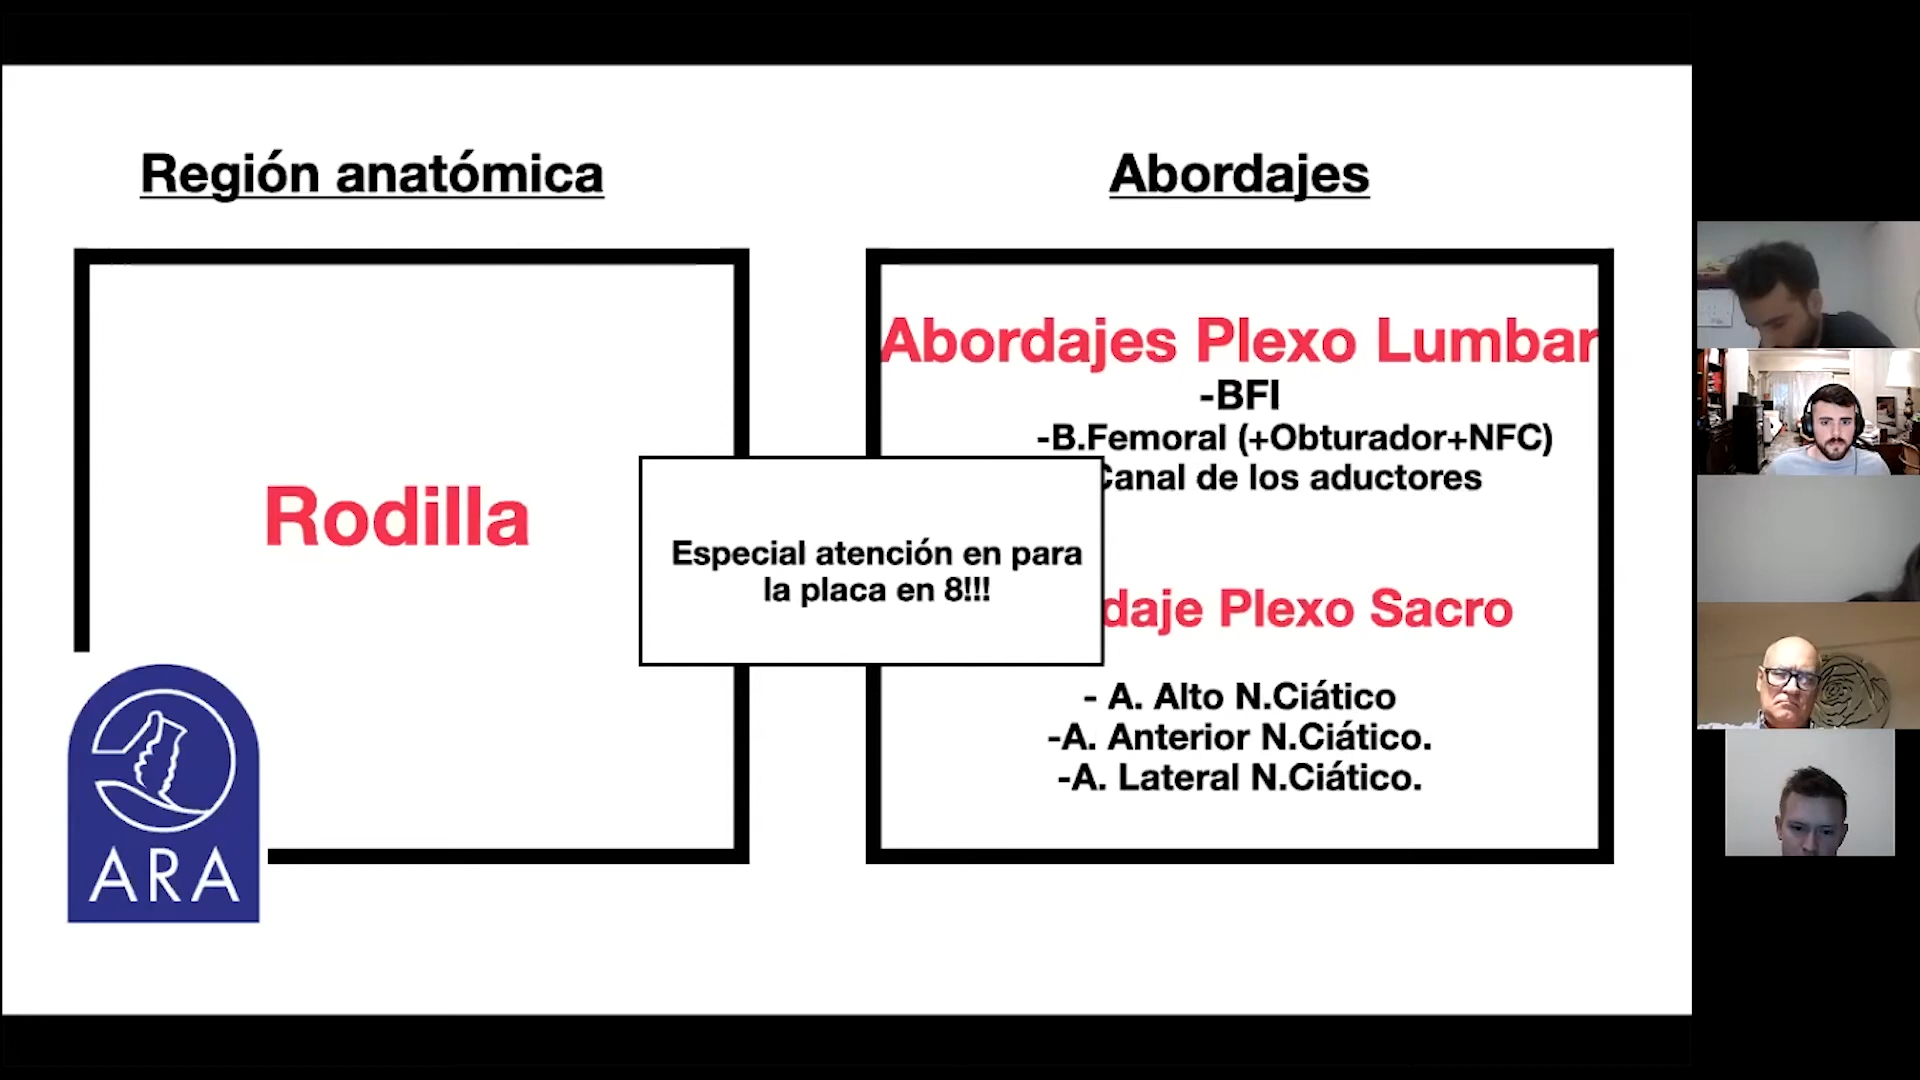 Región anatómica
Abordajes
Rodilla
Abordajes Plexo Lumbar
-BFI
-B.Femoral (+Obturador+NFC)
Canal de los aductores
Especial atención en para
la placa en 8!!!
daje Plexo Sacro
- A. Alto N.Ciático
-A. Anterior N.Ciático.
-A. Lateral N.Ciático.
ARA